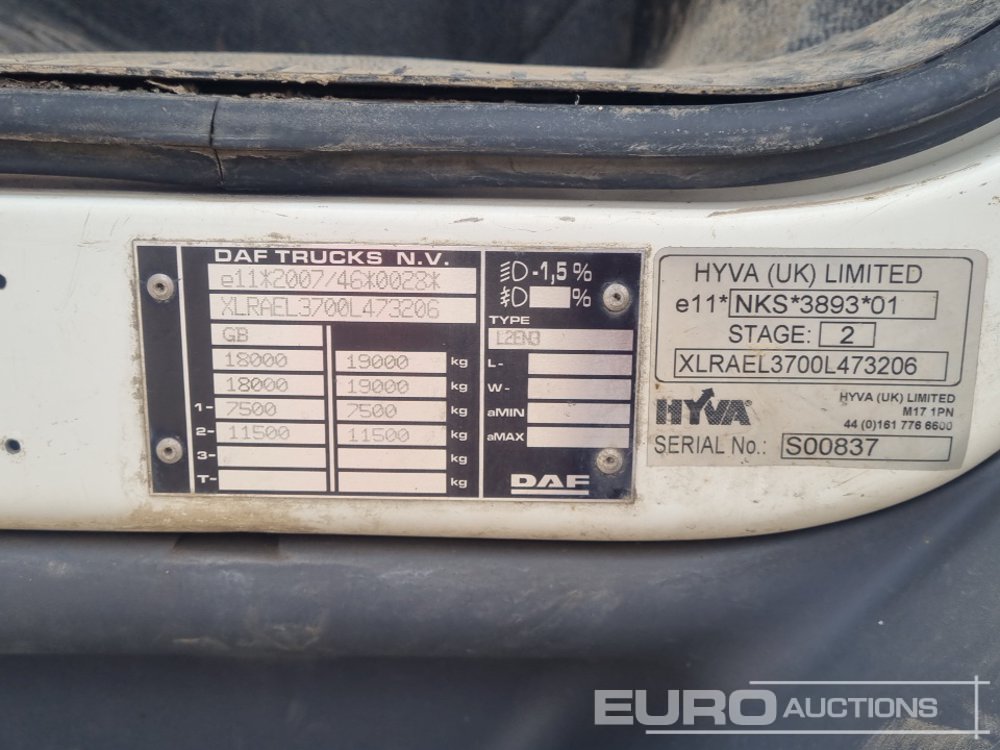 DAF TRUCKS N.V.
e11*2007/46*0028*
XLRAEL3700L473206
GB
18000 19000 kg
18000 19000 kg
1- 7500 7500 kg
2- 11500 11500 kg
3- kg
T- kg
-1,5%
%
TYPE
L2EN3
L-
W-
aMIN
aMAX
DAF
HYVA (UK) LIMITED
e11* NKS*3893*01
STAGE: 2
XLRAEL3700L473206
HYVA
HYVA (UK) LIMITED
M17 1PN
44 (0)161 776 6600
SERIAL No.: S00837
EURO AUCTIONS